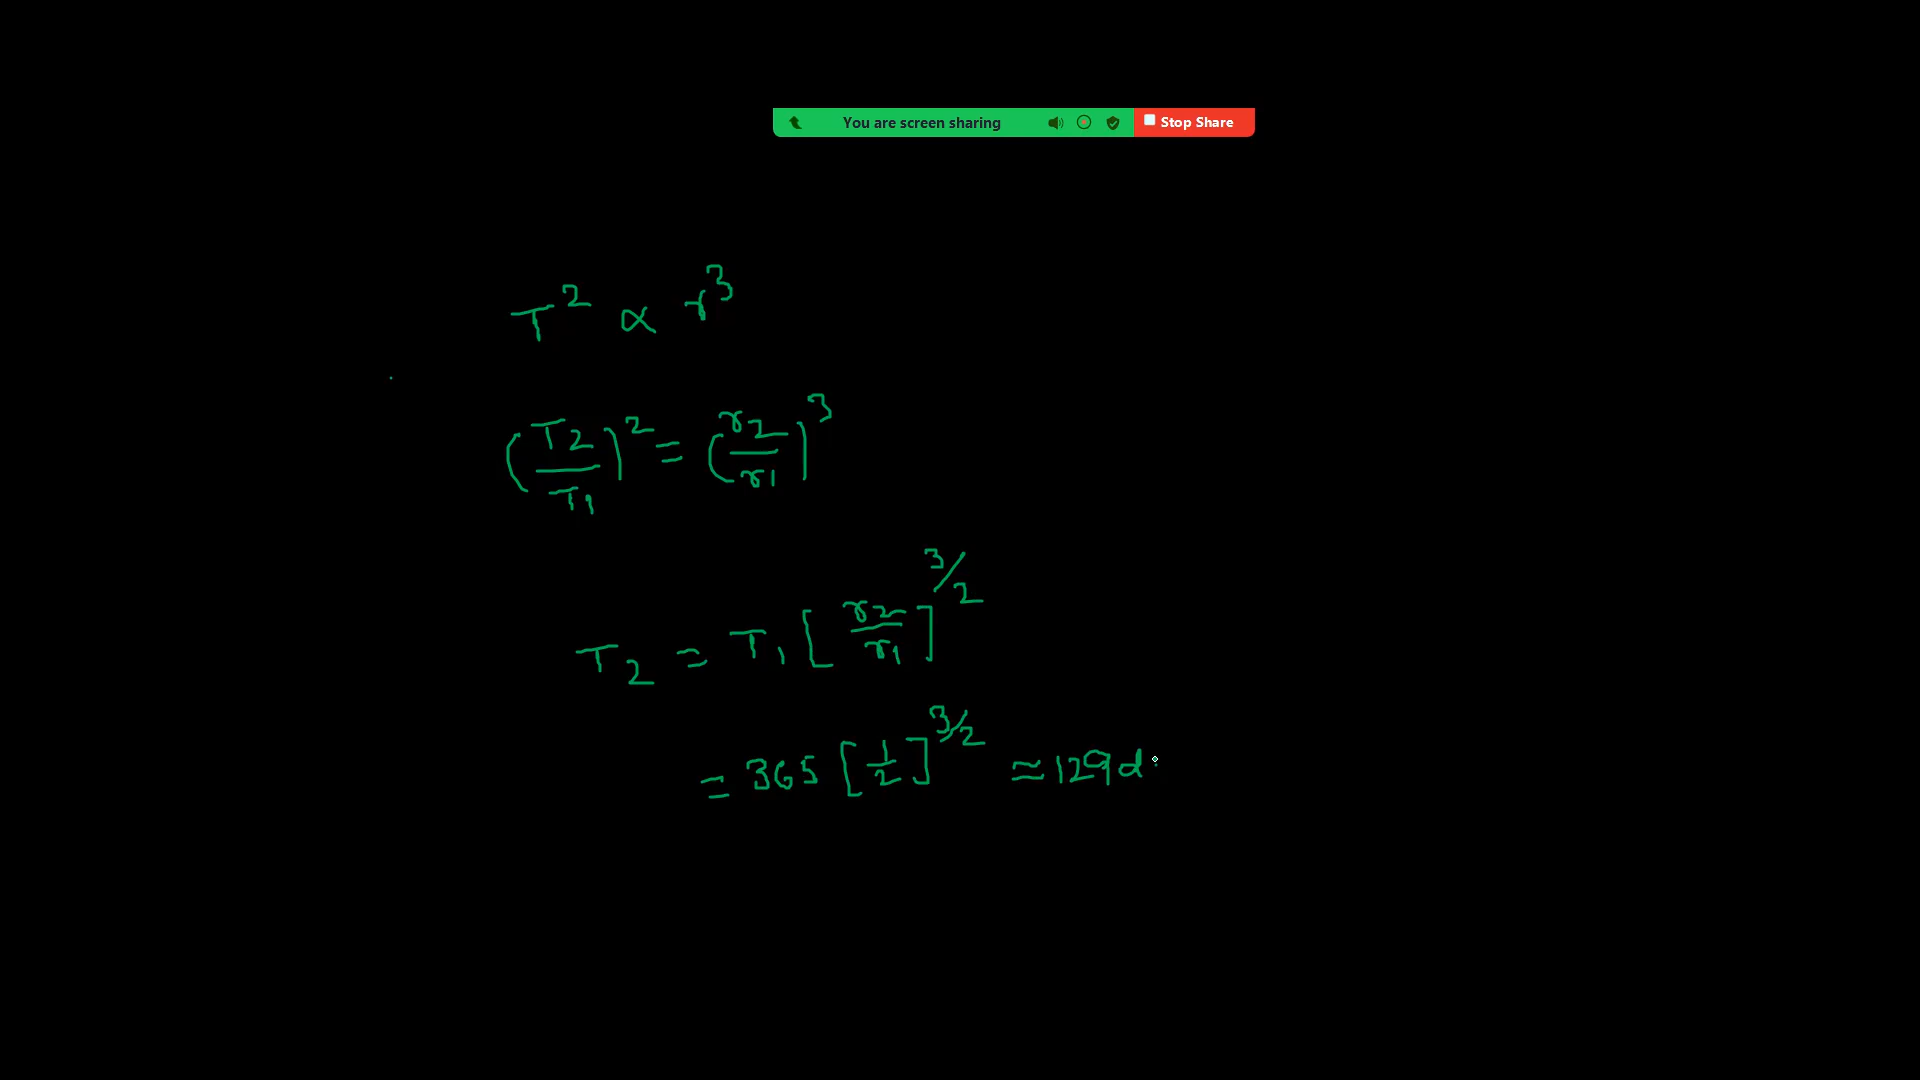 You are screen sharing Stop Share
T² ∝ r³
(T₂/T₁)² = (r₂/r₁)³
T₂ = T₁ [r₂/r₁]^3/2
= 365 [1/2]^3/2 ≈ 129d